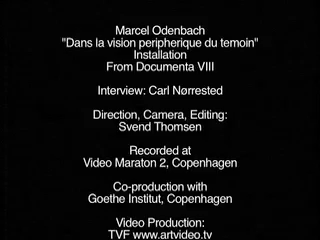 Marcel Odenbach
"Dans la vision peripherique du temoin"
Installation
From Documenta VIII
Interview: Carl Nørrested
Direction, Camera, Editing:
Svend Thomsen
Recorded at
Video Maraton 2, Copenhagen
Co-production with
Goethe Institut, Copenhagen
Video Production:
TVF www.artvideo.tv